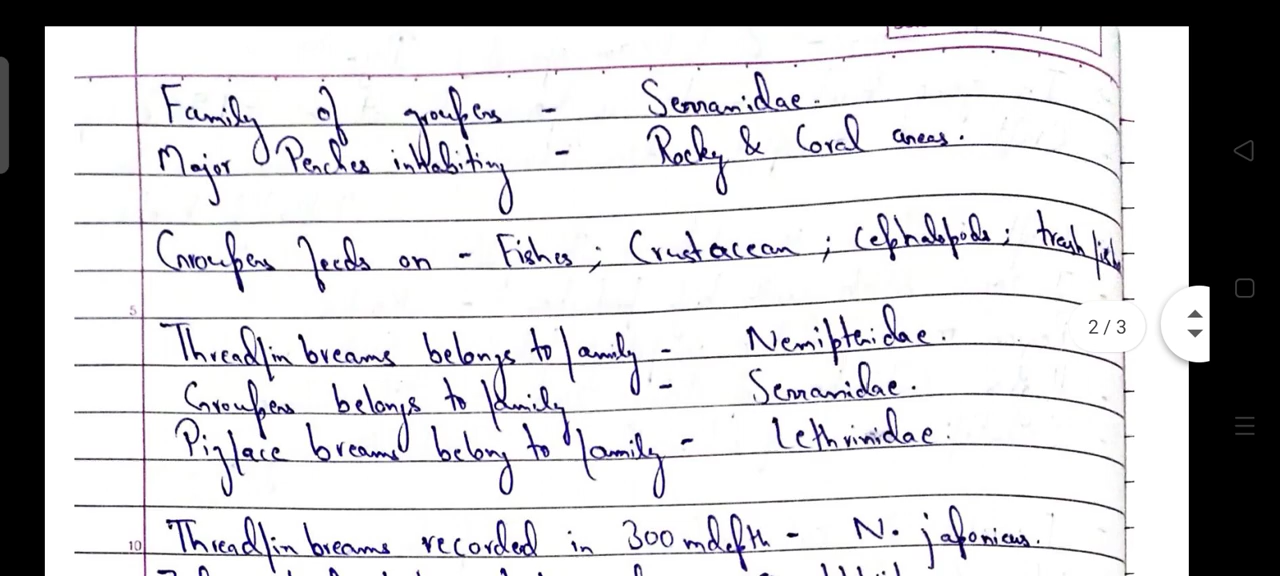 Family of groupers - Serranidae.
Major Perches inhabiting - Rocky & Coral areas.
Groupers feeds on - Fishes ; Crustacean ; Cephalopods ; trash fish
5
Threadfin breams belongs to family - Nemipteridae.
2 / 3
Groupers belongs to family - Serranidae.
Pigface breams belong to family - Lethrinidae.
10
Threadfin breams recorded in 300 m depth - N. japonicus.